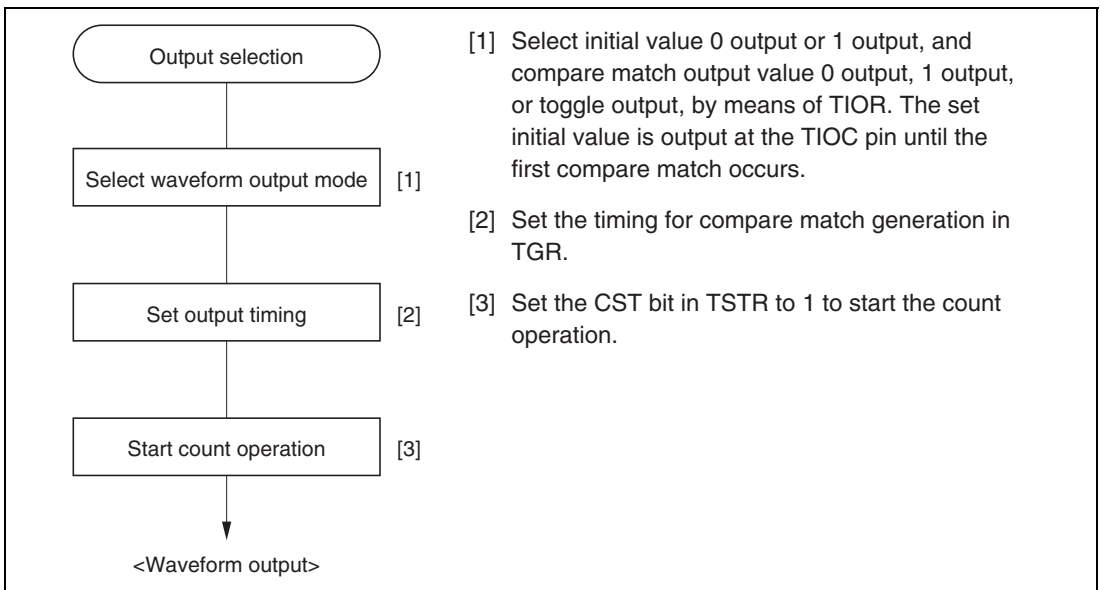 Output selection
Select waveform output mode [1]
Set output timing [2]
Start count operation [3]
<Waveform output>
[1] Select initial value 0 output or 1 output, and
compare match output value 0 output, 1 output,
or toggle output, by means of TIOR. The set
initial value is output at the TIOC pin until the
first compare match occurs.
[2] Set the timing for compare match generation in
TGR.
[3] Set the CST bit in TSTR to 1 to start the count
operation.